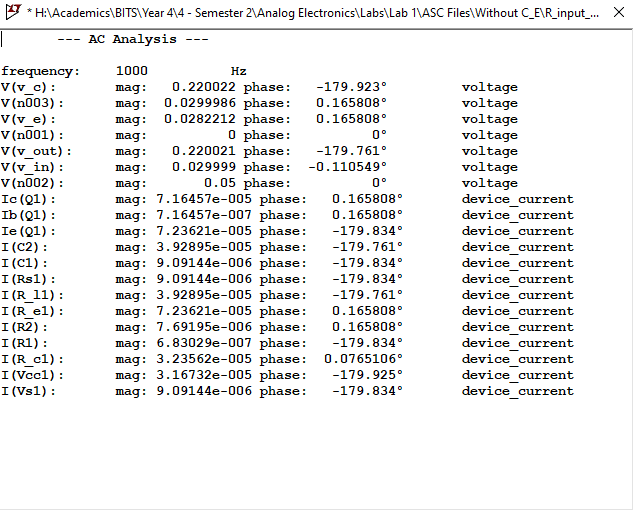 * H:\Academics\BITS\Year 4\4 - Semester 2\Analog Electronics\Labs\Lab 1\ASC Files\Without C_E\R_input_...
--- AC Analysis ---
frequency: 1000 Hz
V(v_c): mag: 0.220022 phase: -179.923° voltage
V(n003): mag: 0.0299986 phase: 0.165808° voltage
V(v_e): mag: 0.0282212 phase: 0.165808° voltage
V(n001): mag: 0 phase: 0° voltage
V(v_out): mag: 0.220021 phase: -179.761° voltage
V(v_in): mag: 0.029999 phase: -0.110549° voltage
V(n002): mag: 0.05 phase: 0° voltage
Ic(Q1): mag: 7.16457e-005 phase: 0.165808° device_current
Ib(Q1): mag: 7.16457e-007 phase: 0.165808° device_current
Ie(Q1): mag: 7.23621e-005 phase: -179.834° device_current
I(C2): mag: 3.92895e-005 phase: -179.761° device_current
I(C1): mag: 9.09144e-006 phase: -179.834° device_current
I(Rs1): mag: 9.09144e-006 phase: -179.834° device_current
I(R_l1): mag: 3.92895e-005 phase: -179.761° device_current
I(R_e1): mag: 7.23621e-005 phase: 0.165808° device_current
I(R2): mag: 7.69195e-006 phase: 0.165808° device_current
I(R1): mag: 6.83029e-007 phase: -179.834° device_current
I(R_c1): mag: 3.23562e-005 phase: 0.0765106° device_current
I(Vcc1): mag: 3.16732e-005 phase: -179.925° device_current
I(Vs1): mag: 9.09144e-006 phase: -179.834° device_current